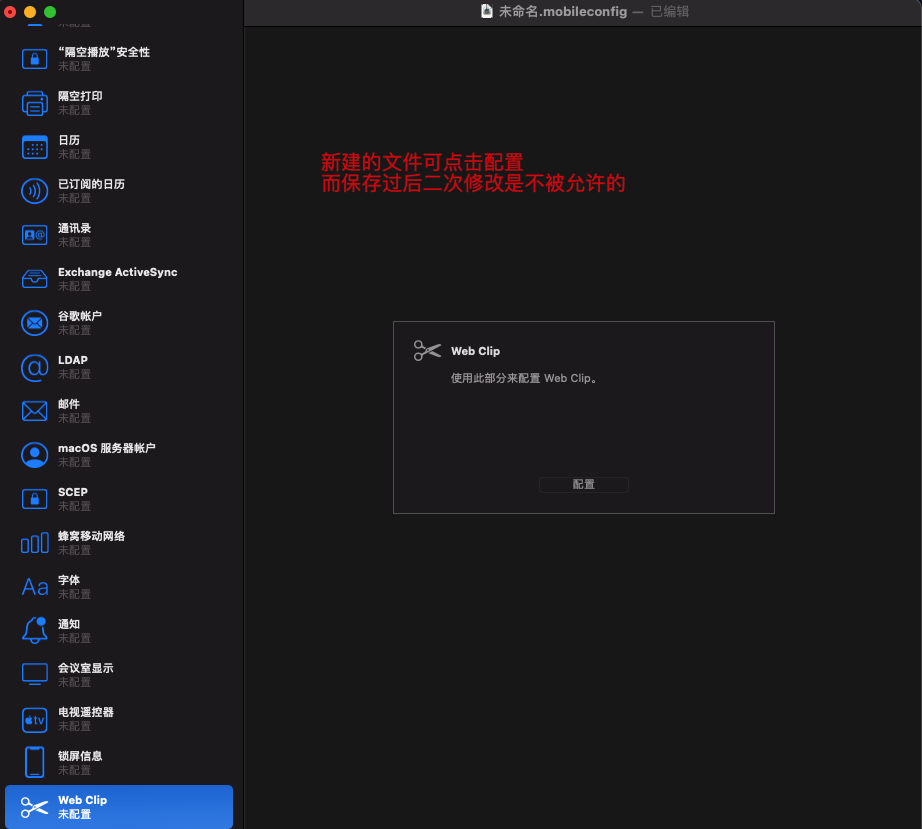 未命名.mobileconfig — 已编辑
未配置
“隔空播放”安全性
未配置
隔空打印
未配置
日历
未配置
已订阅的日历
未配置
通讯录
未配置
Exchange ActiveSync
未配置
谷歌帐户
未配置
LDAP
未配置
邮件
未配置
macOS 服务器帐户
未配置
SCEP
未配置
蜂窝移动网络
未配置
字体
未配置
通知
未配置
会议室显示
未配置
电视遥控器
未配置
锁屏信息
未配置
Web Clip
未配置
新建的文件可点击配置
而保存过后二次修改是不被允许的
Web Clip
使用此部分来配置 Web Clip。
配置